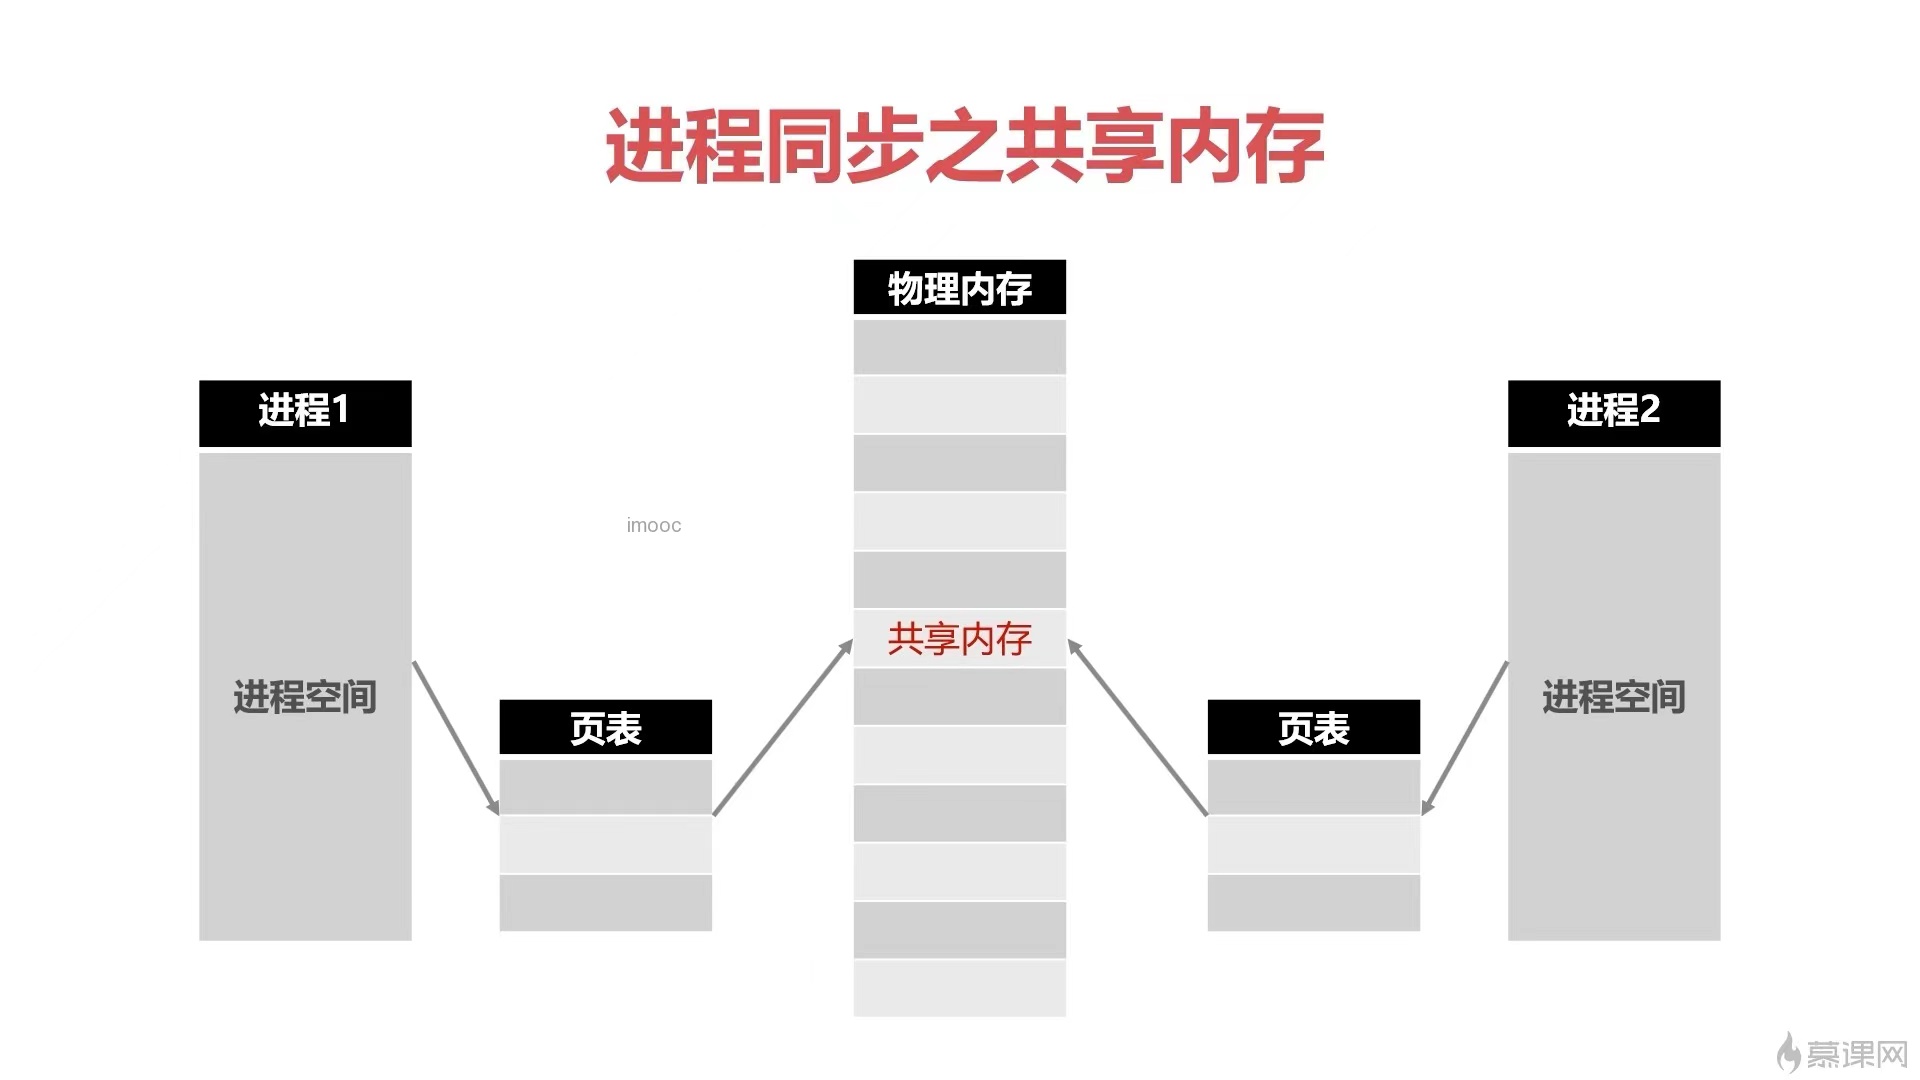 进程同步之共享内存
物理内存
进程1
进程2
imooc
共享内存
进程空间
进程空间
页表
页表
慕课网